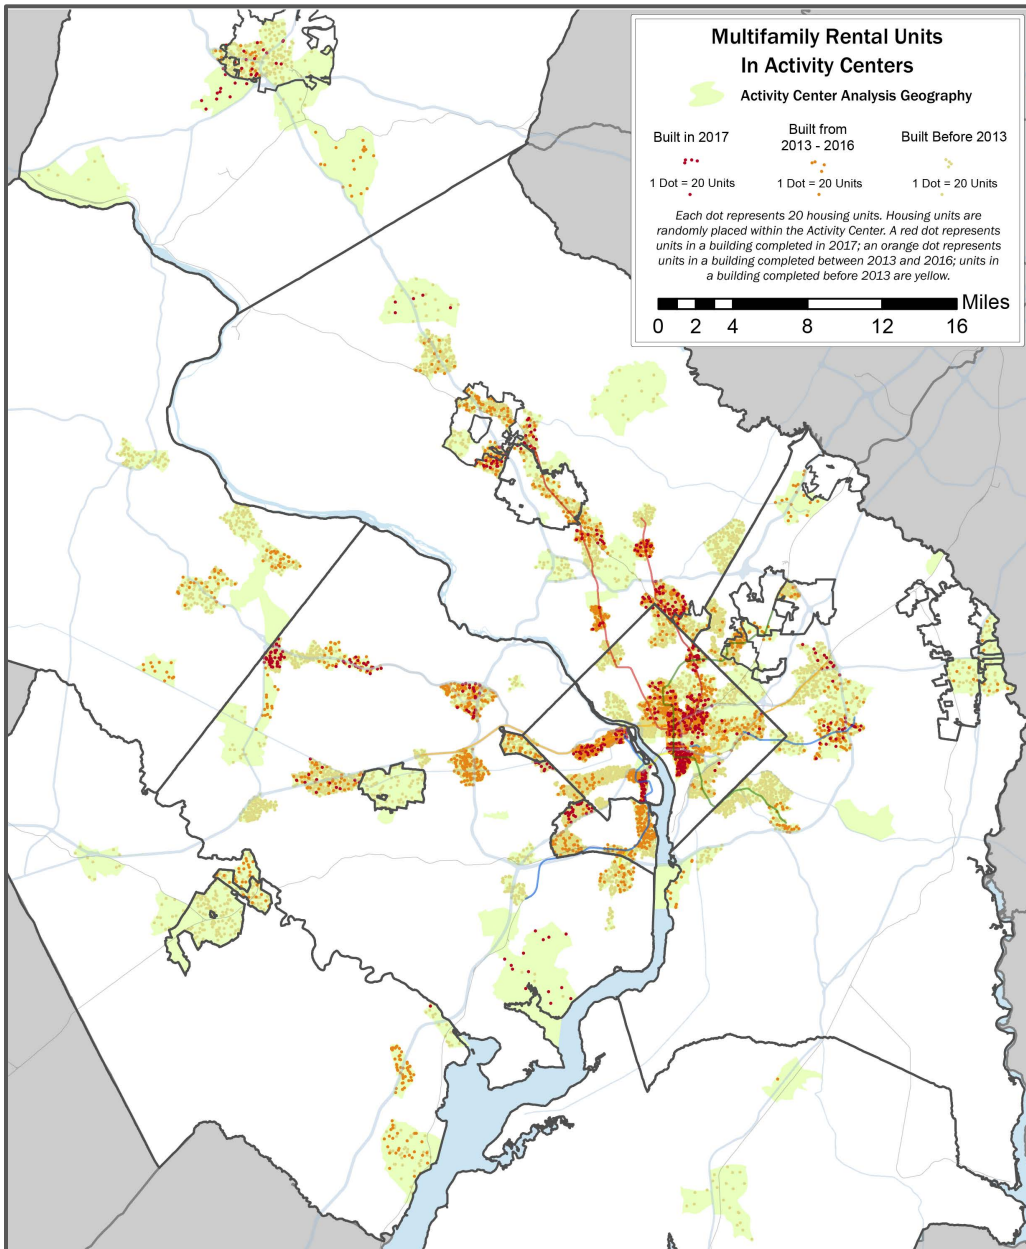 Multifamily Rental Units
In Activity Centers
Activity Center Analysis Geography
Built in 2017
Built from
2013 - 2016
Built Before 2013
1 Dot = 20 Units
1 Dot = 20 Units
1 Dot = 20 Units
Each dot represents 20 housing units. Housing units are
randomly placed within the Activity Center. A red dot represents
units in a building completed in 2017; an orange dot represents
units in a building completed between 2013 and 2016; units in
a building completed before 2013 are yellow.
Miles
0 2 4 8 12 16